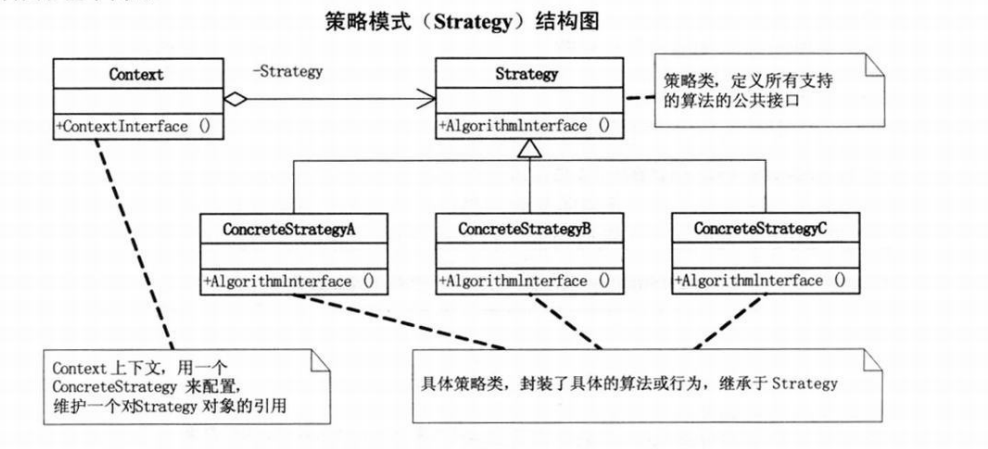 策略模式（Strategy）结构图
Context
-Strategy
Strategy
策略类，定义所有支持
的算法的公共接口
+ContextInterface ()
+AlgorithmInterface ()
ConcreteStrategyA
ConcreteStrategyB
ConcreteStrategyC
+AlgorithmInterface ()
+AlgorithmInterface ()
+AlgorithmInterface ()
Context 上下文，用一个
ConcreteStrategy 来配置，
维护一个对Strategy 对象的引用
具体策略类，封装了具体的算法或行为，继承于 Strategy